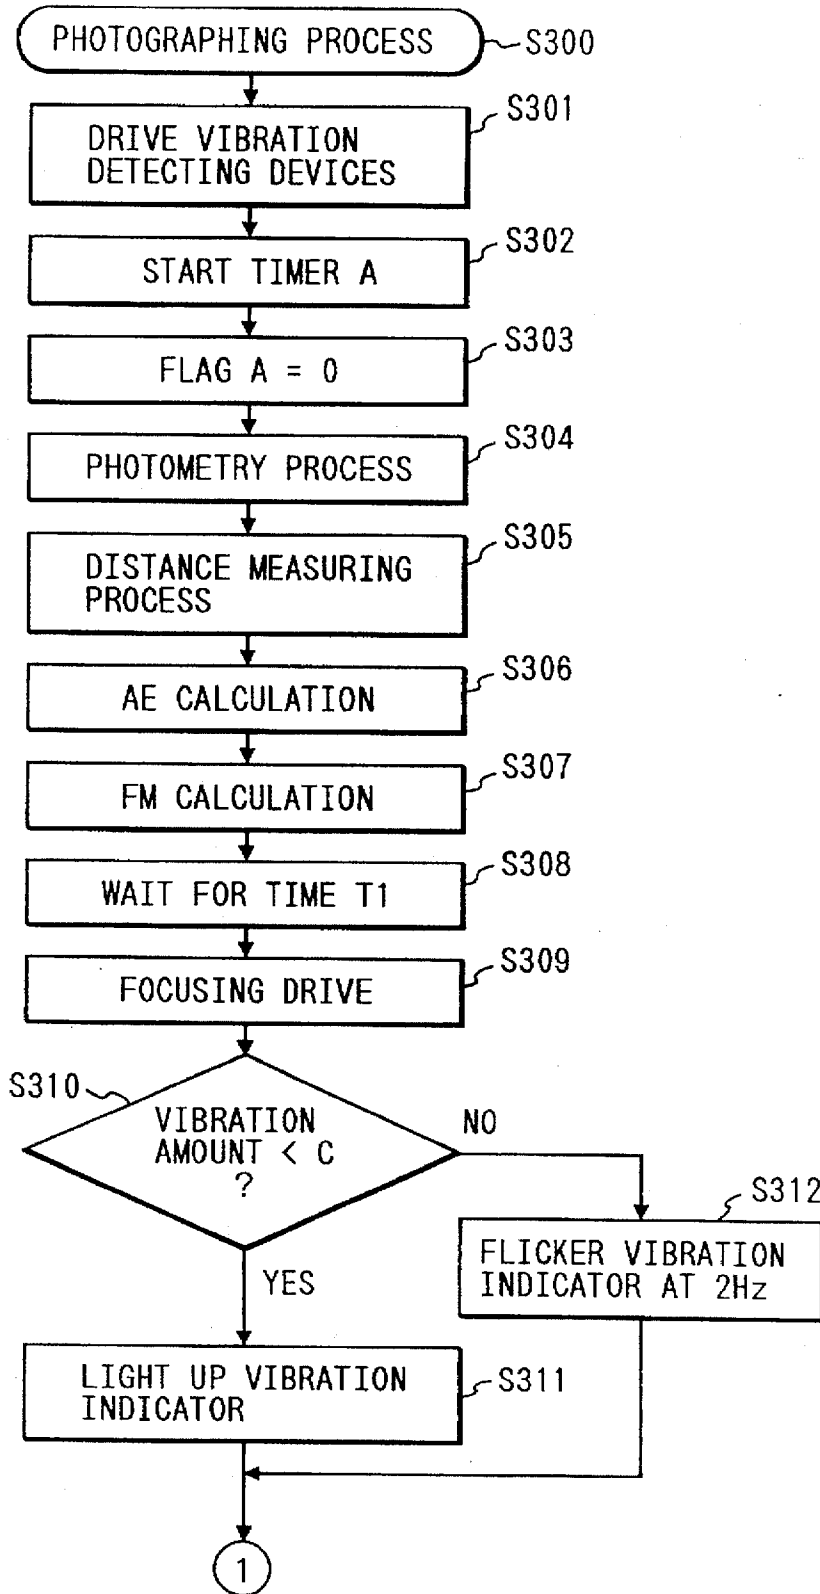 PHOTOGRAPHING PROCESS
S300
S301
DRIVE VIBRATION
DETECTING DEVICES
S302
START TIMER A
S303
FLAG A = 0
S304
PHOTOMETRY PROCESS
S305
DISTANCE MEASURING
PROCESS
S306
AE CALCULATION
S307
FM CALCULATION
S308
WAIT FOR TIME T1
S309
FOCUSING DRIVE
S310
VIBRATION
AMOUNT < C
?
NO
S312
FLICKER VIBRATION
INDICATOR AT 2Hz
YES
S311
LIGHT UP VIBRATION
INDICATOR
1